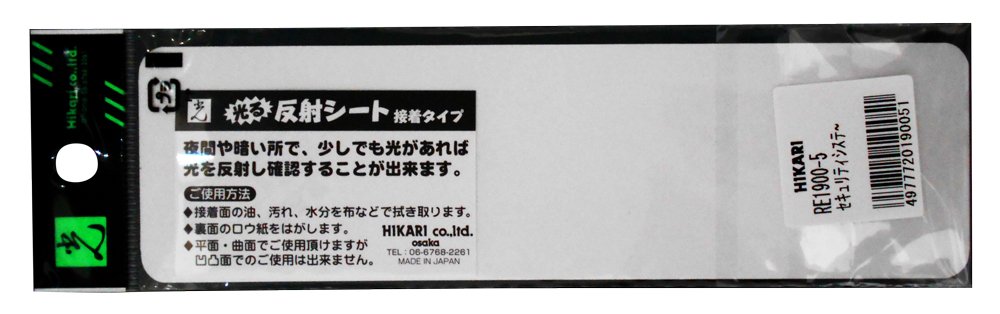 Hikari co.,ltd.
光
プラ
光
光る 反射シート 接着タイプ
夜間や暗い所で、少しでも光があれば
光を反射し確認することが出来ます。
ご使用方法
◆接着面の油、汚れ、水分を布などで拭き取ります。
◆裏面のロウ紙をはがします。
◆平面・曲面でご使用頂けますが
凹凸面でのご使用は出来ません。
HIKARI co.,ltd.
osaka
TEL : 06-6768-2261
MADE IN JAPAN
HIKARI
RE1900-5
セキュリティシステ~
4977720190051